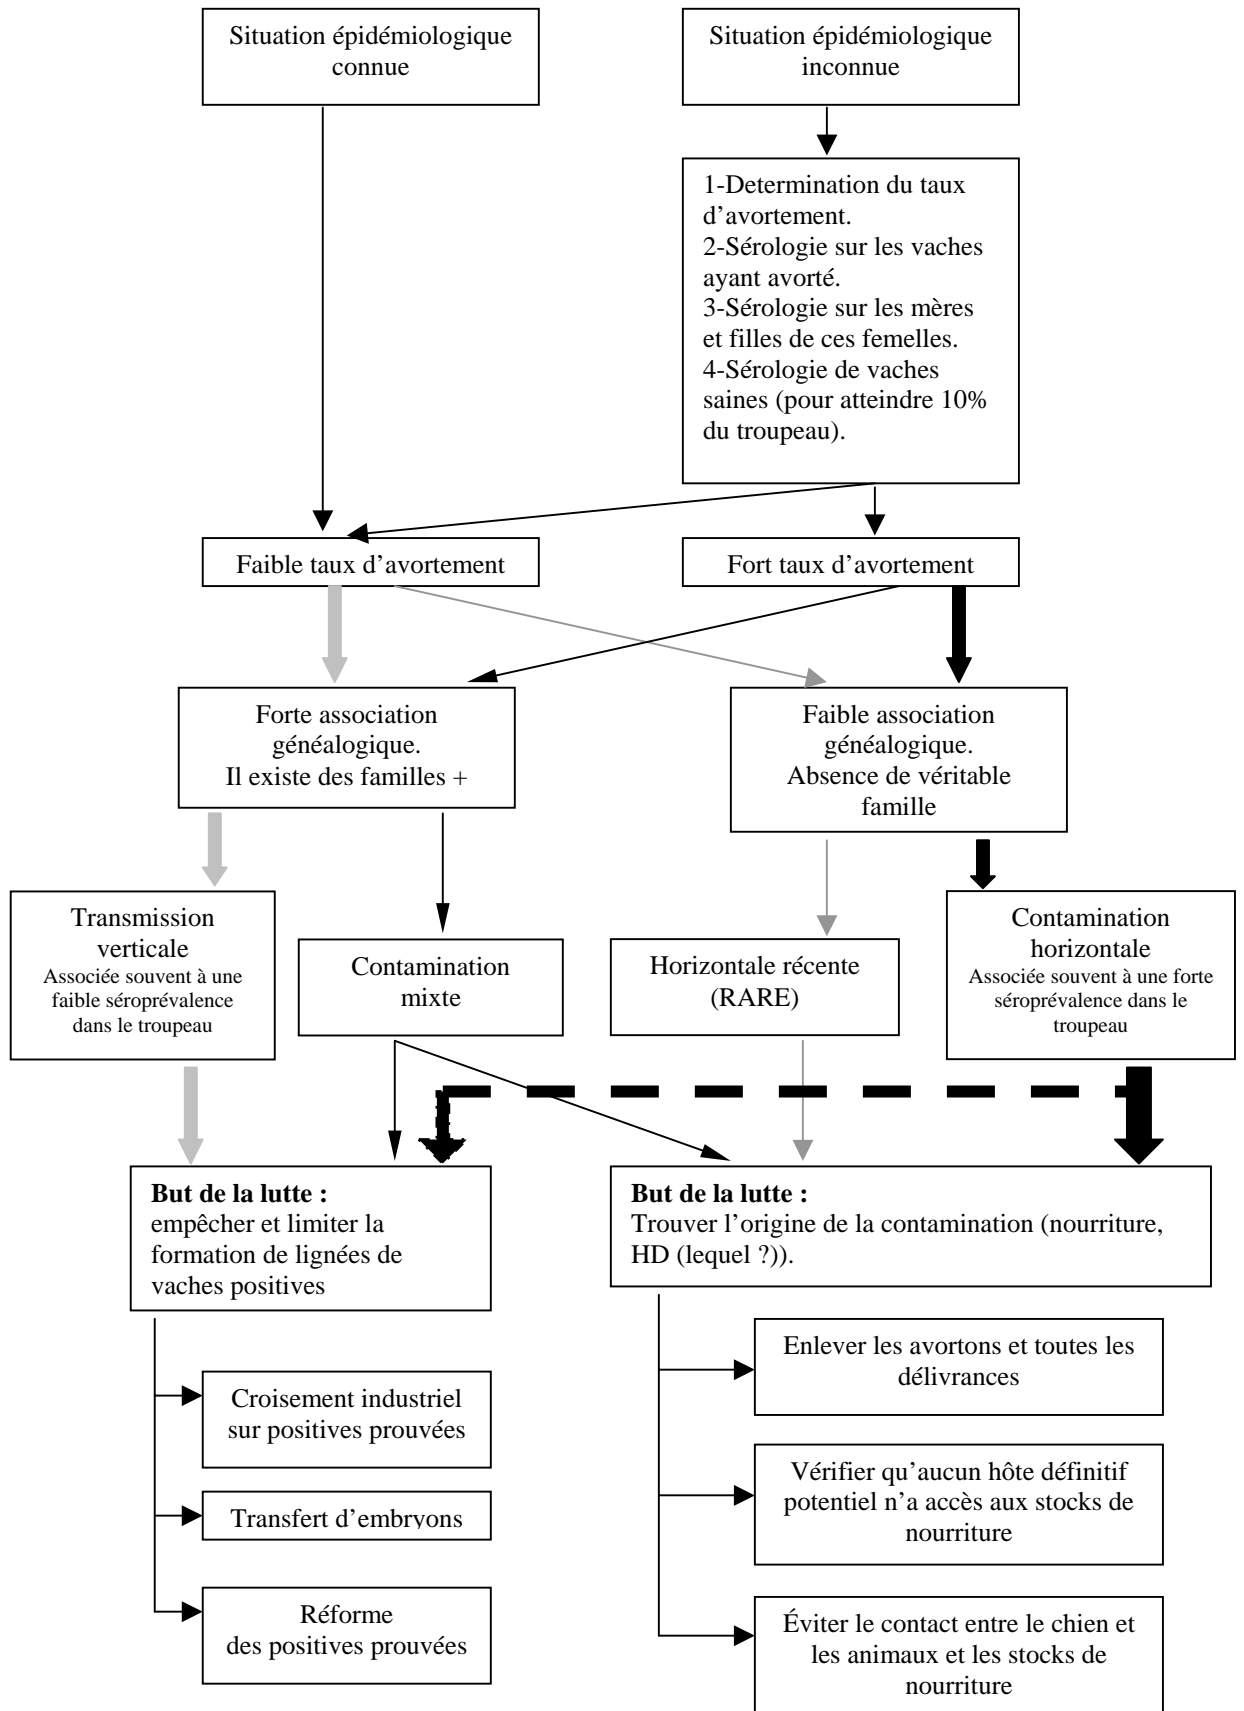 Situation épidémiologique
connue
Situation épidémiologique
inconnue
1-Determination du taux
d’avortement.
2-Sérologie sur les vaches
ayant avorté.
3-Sérologie sur les mères
et filles de ces femelles.
4-Sérologie de vaches
saines (pour atteindre 10%
du troupeau).
Faible taux d’avortement
Fort taux d’avortement
Forte association
généalogique.
Il existe des familles +
Faible association
généalogique.
Absence de véritable
famille
Transmission
verticale
Associée souvent à une
faible séroprévalence
dans le troupeau
Contamination
mixte
Horizontale récente
(RARE)
Contamination
horizontale
Associée souvent à une forte
séroprévalence dans le
troupeau
But de la lutte :
empêcher et limiter la
formation de lignées de
vaches positives
But de la lutte :
Trouver l’origine de la contamination (nourriture,
HD (lequel ?)).
Croisement industriel
sur positives prouvées
Transfert d’embryons
Réforme
des positives prouvées
Enlever les avortons et toutes les
délivrances
Vérifier qu’aucun hôte définitif
potentiel n’a accès aux stocks de
nourriture
Éviter le contact entre le chien et
les animaux et les stocks de
nourriture